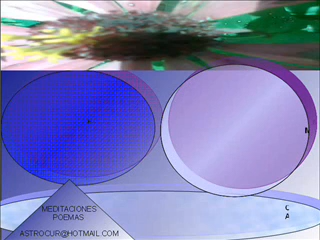 N
C
A
MEDITACIONES
POEMAS
ASTROCUR@HOTMAIL.COM